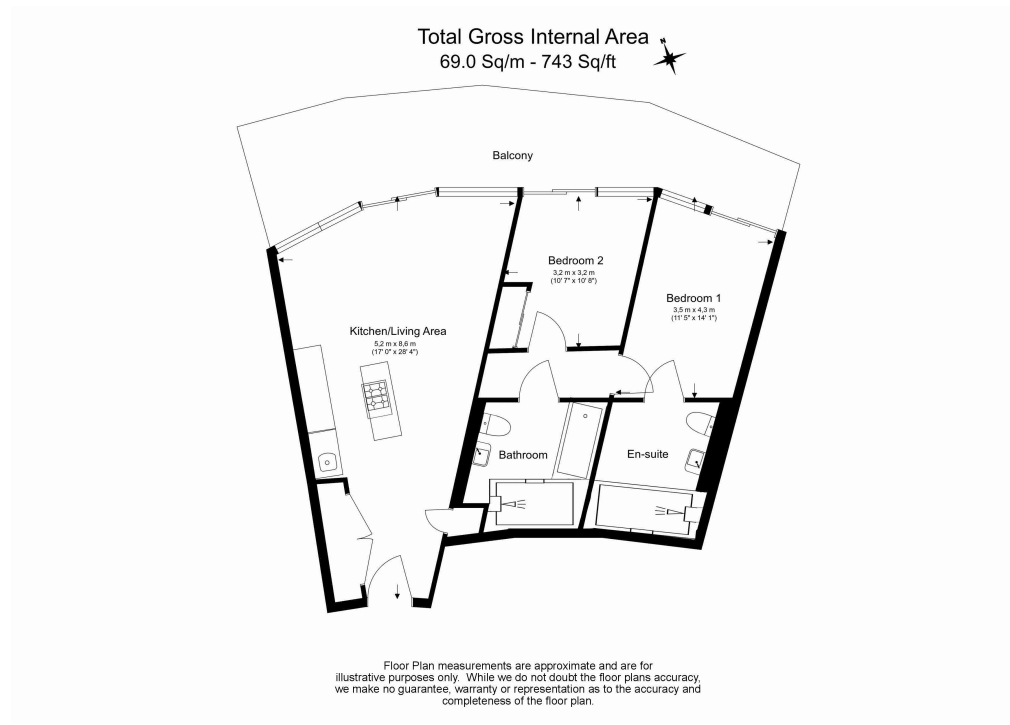 Total Gross Internal Area
69.0 Sq/m - 743 Sq/ft
N
Balcony
Bedroom 2
3,2 m x 3,2 m
(10' 7" x 10' 8")
Bedroom 1
3,5 m x 4,3 m
(11' 5" x 14' 1")
Kitchen/Living Area
5,2 m x 8,6 m
(17' 0" x 28' 4")
Bathroom
En-suite
Floor Plan measurements are approximate and are for
illustrative purposes only. While we do not doubt the floor plans accuracy,
we make no guarantee, warranty or representation as to the accuracy and
completeness of the floor plan.